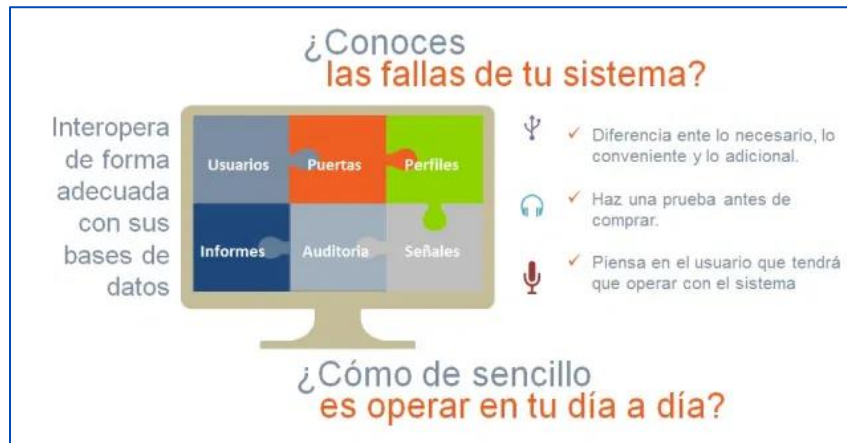 ¿Conoces
las fallas de tu sistema?
Interopera
de forma
adecuada
con sus
bases de
datos
Usuarios
Puertas
Perfiles
Informes
Auditoria
Señales
✓ Diferencia ente lo necesario, lo
conveniente y lo adicional.
✓ Haz una prueba antes de
comprar.
✓ Piensa en el usuario que tendrá
que operar con el sistema
¿Cómo de sencillo
es operar en tu día a día?